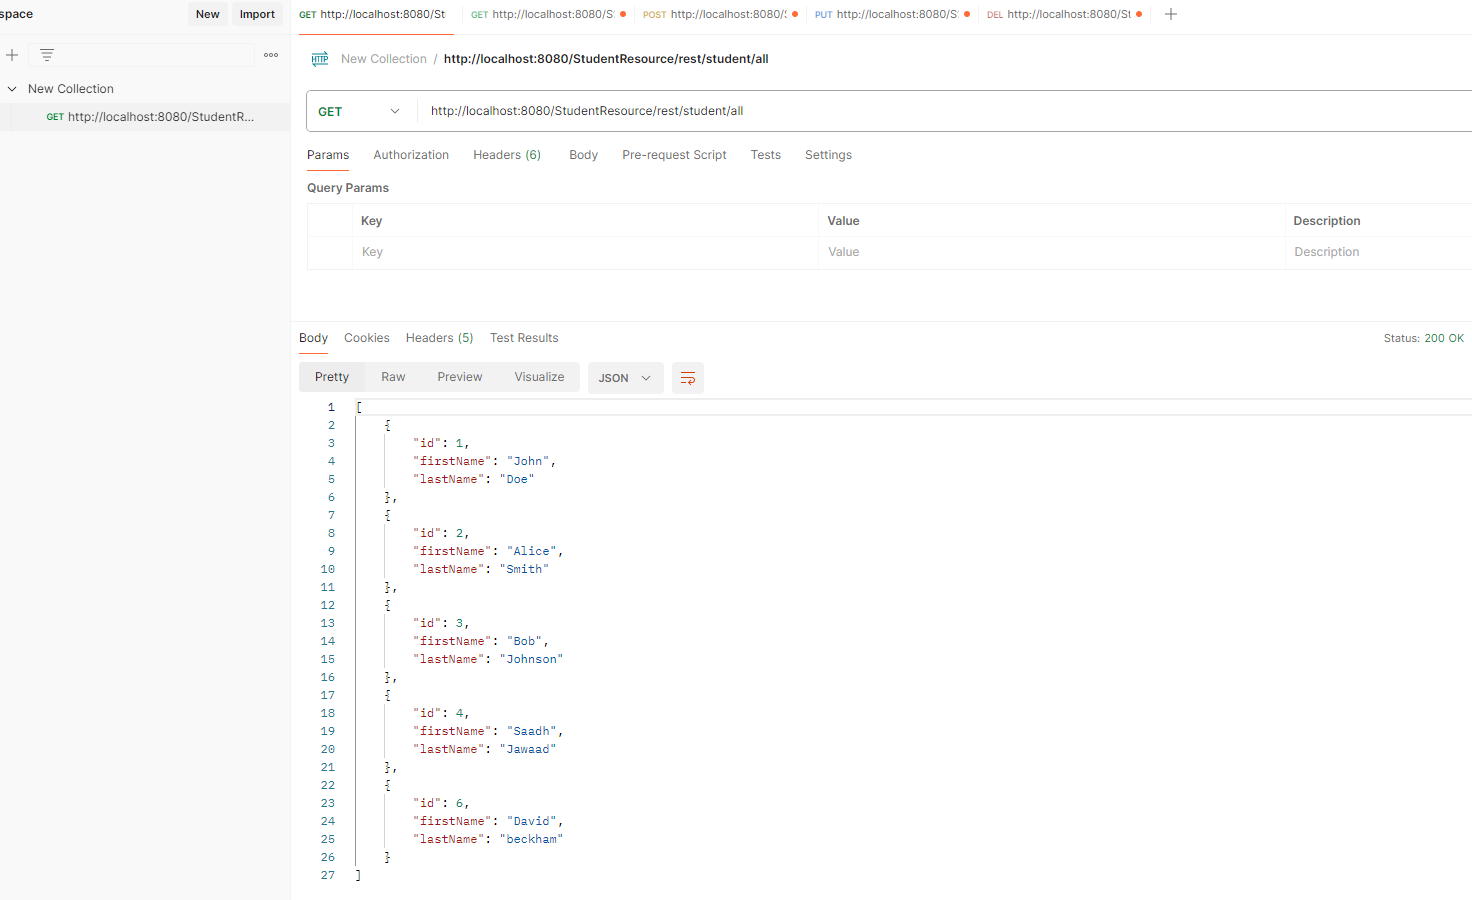 space New Import
GET http://localhost:8080/St GET http://localhost:8080/S POST http://localhost:8080/ PUT http://localhost:8080/S DEL http://localhost:8080/St
HTTP New Collection / http://localhost:8080/StudentResource/rest/student/all
New Collection
GET http://localhost:8080/StudentR...
GET http://localhost:8080/StudentResource/rest/student/all
Params Authorization Headers (6) Body Pre-request Script Tests Settings
Query Params
Key Value Description
Key Value Description
Body Cookies Headers (5) Test Results Status: 200 OK
Pretty Raw Preview Visualize JSON
1 [
2 {
3 "id": 1,
4 "firstName": "John",
5 "lastName": "Doe"
6 },
7 {
8 "id": 2,
9 "firstName": "Alice",
10 "lastName": "Smith"
11 },
12 {
13 "id": 3,
14 "firstName": "Bob",
15 "lastName": "Johnson"
16 },
17 {
18 "id": 4,
19 "firstName": "Saadh",
20 "lastName": "Jawaad"
21 },
22 {
23 "id": 6,
24 "firstName": "David",
25 "lastName": "beckham"
26 }
27 ]